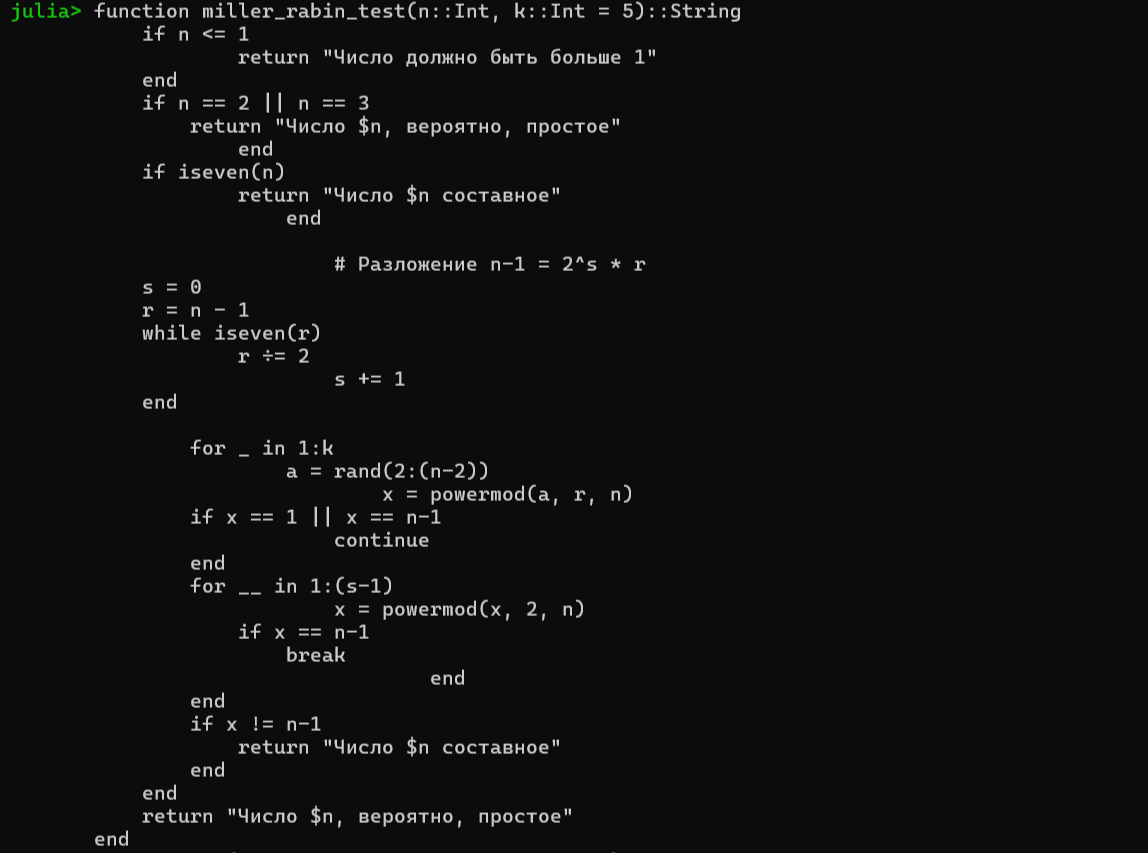 julia> function miller_rabin_test(n::Int, k::Int = 5)::String
if n <= 1
return "Число должно быть больше 1"
end
if n == 2 || n == 3
return "Число $n, вероятно, простое"
end
if iseven(n)
return "Число $n составное"
end
# Разложение n-1 = 2^s * r
s = 0
r = n - 1
while iseven(r)
r ÷= 2
s += 1
end
for _ in 1:k
a = rand(2:(n-2))
x = powermod(a, r, n)
if x == 1 || x == n-1
continue
end
for __ in 1:(s-1)
x = powermod(x, 2, n)
if x == n-1
break
end
end
if x != n-1
return "Число $n составное"
end
end
return "Число $n, вероятно, простое"
end